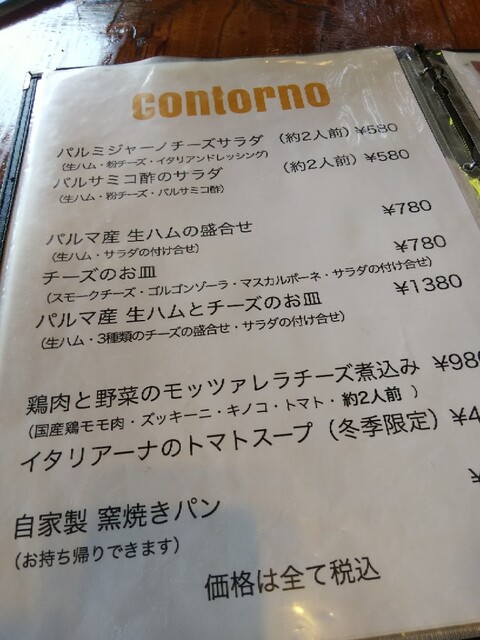 contorno
パルミジャーノチーズサラダ (約2人前) ¥580
(生ハム・粉チーズ・イタリアンドレッシング)
バルサミコ酢のサラダ (約2人前) ¥580
(生ハム・粉チーズ・バルサミコ酢)
パルマ産 生ハムの盛合せ ¥780
(生ハム・サラダの付け合せ)
チーズのお皿 ¥780
(スモークチーズ・ゴルゴンゾーラ・マスカルポーネ・サラダの付け合せ)
パルマ産 生ハムとチーズのお皿 ¥1380
(生ハム・3種類のチーズの盛合せ・サラダの付け合せ)
鶏肉と野菜のモッツァレラチーズ煮込み ¥980
(国産鶏モモ肉・ズッキーニ・キノコ・トマト・約2人前 )
イタリアーナのトマトスープ (冬季限定) ¥4
自家製 窯焼きパン ¥
(お持ち帰りできます)
価格は全て税込